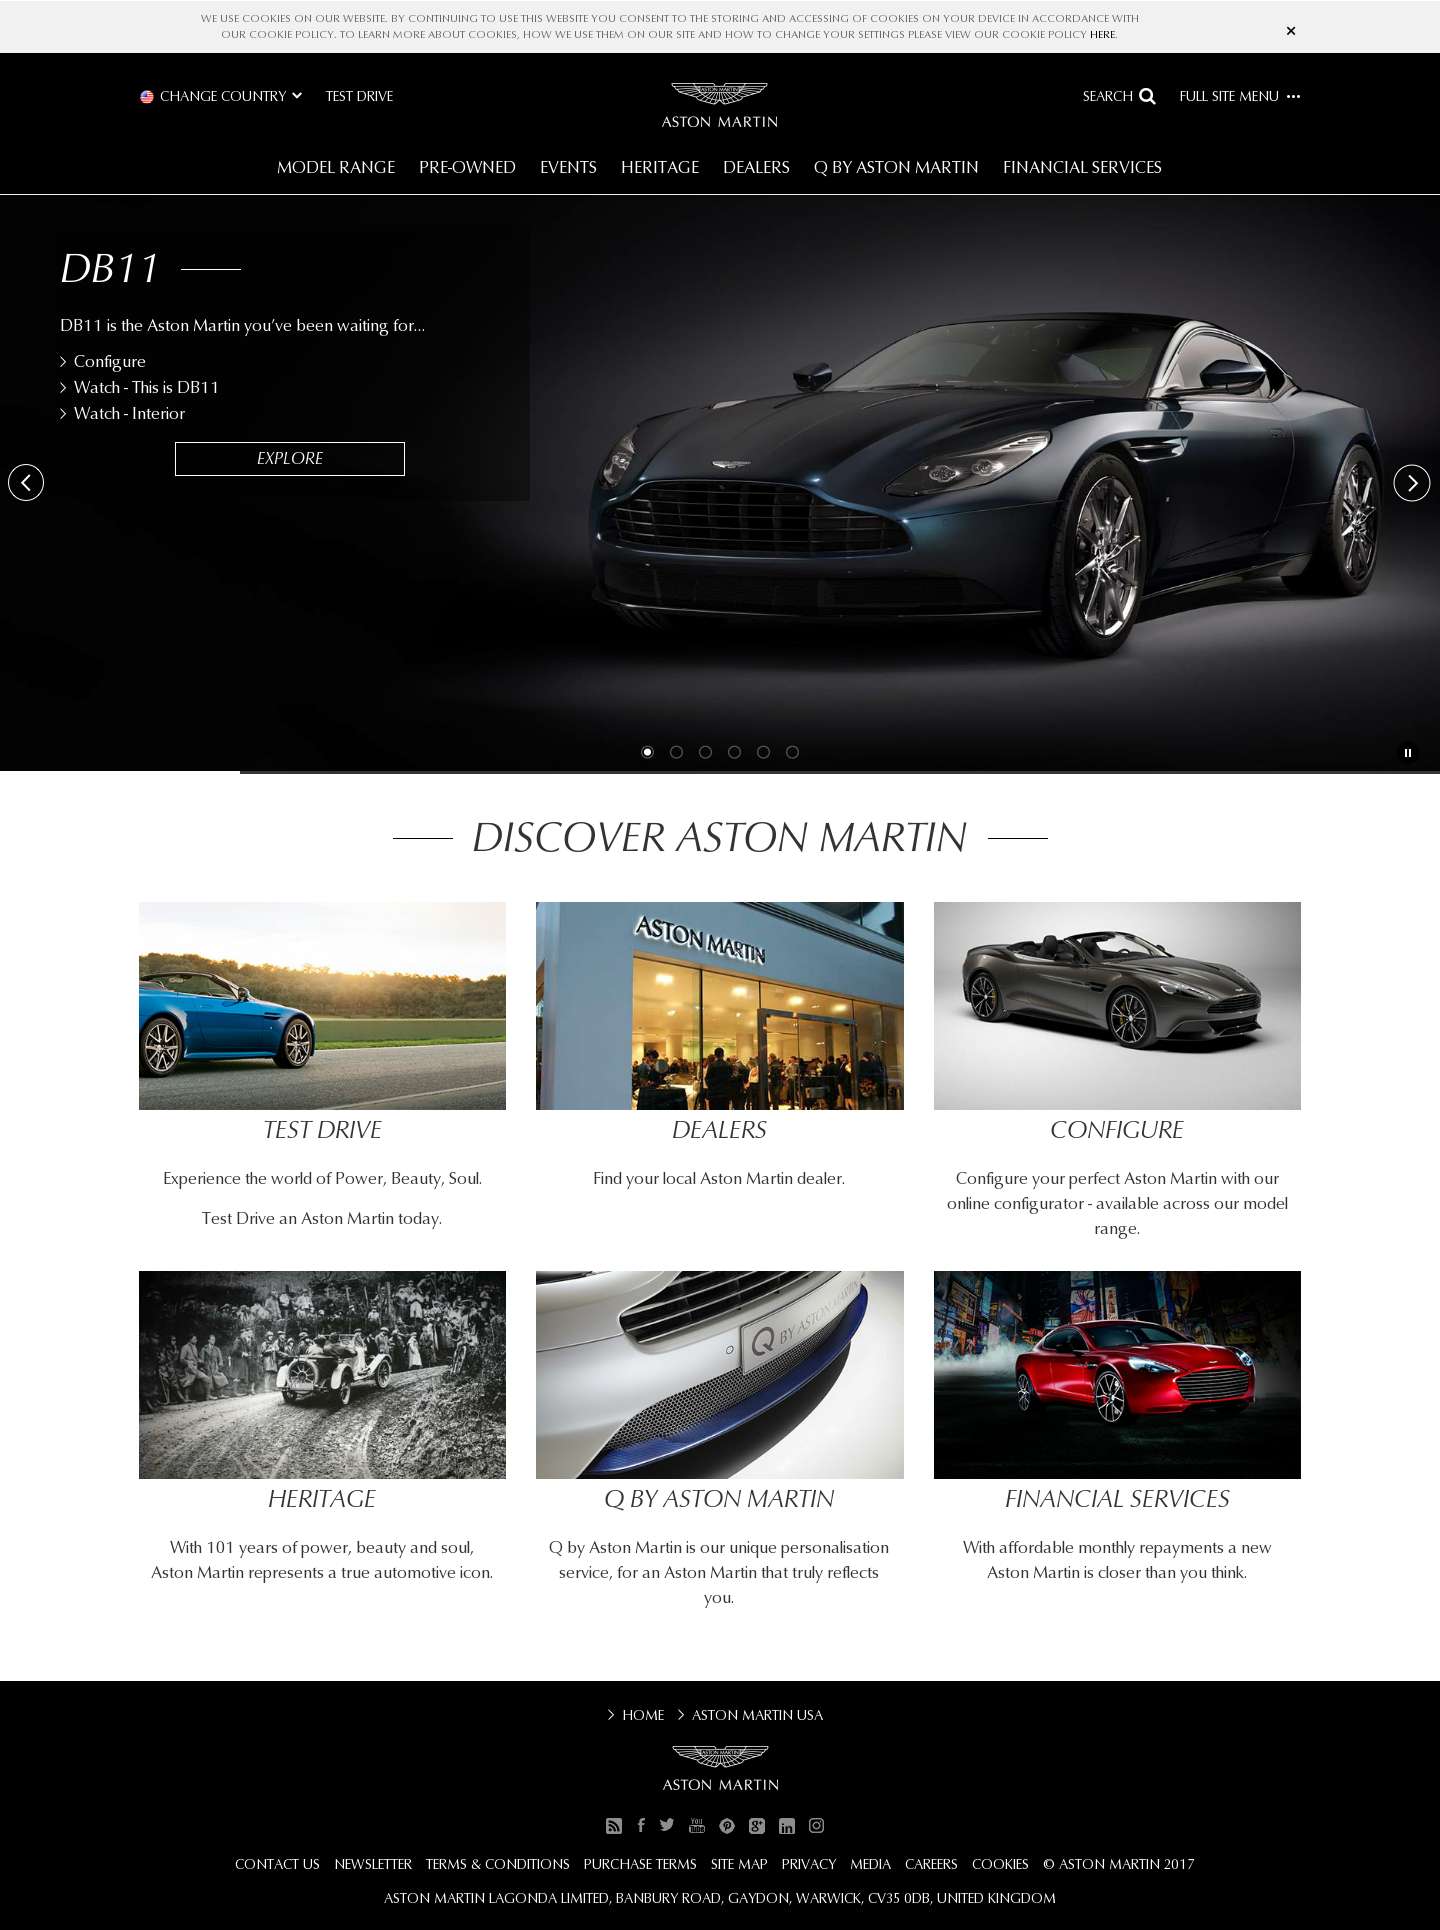 WE USE COOKIES ON OUR WEBSITE. BY CONTINUING TO USE THIS WEBSITE YOU CONSENT TO THE STORING AND ACCESSING OF COOKIES ON YOUR DEVICE IN ACCORDANCE WITH
OUR COOKIE POLICY. TO LEARN MORE ABOUT COOKIES, HOW WE USE THEM ON OUR SITE AND HOW TO CHANGE YOUR SETTINGS PLEASE VIEW OUR COOKIE POLICY HERE.
CHANGE COUNTRY TEST DRIVE
ASTON MARTIN
ASTON MARTIN
SEARCH FULL SITE MENU
MODEL RANGE PRE-OWNED EVENTS HERITAGE DEALERS Q BY ASTON MARTIN FINANCIAL SERVICES
DB11
DB11 is the Aston Martin you've been waiting for...
Configure
Watch - This is DB11
Watch - Interior
EXPLORE
DISCOVER ASTON MARTIN
ASTON MARTIN
TEST DRIVE
Experience the world of Power, Beauty, Soul.
Test Drive an Aston Martin today.
DEALERS
Find your local Aston Martin dealer.
CONFIGURE
Configure your perfect Aston Martin with our
online configurator - available across our model
range.
Q BY ASTON MARTIN
HERITAGE
With 101 years of power, beauty and soul,
Aston Martin represents a true automotive icon.
Q BY ASTON MARTIN
Q by Aston Martin is our unique personalisation
service, for an Aston Martin that truly reflects
you.
FINANCIAL SERVICES
With affordable monthly repayments a new
Aston Martin is closer than you think.
HOME ASTON MARTIN USA
ASTON MARTIN
ASTON MARTIN
You Tube
CONTACT US NEWSLETTER TERMS & CONDITIONS PURCHASE TERMS SITE MAP PRIVACY MEDIA CAREERS COOKIES © ASTON MARTIN 2017
ASTON MARTIN LAGONDA LIMITED, BANBURY ROAD, GAYDON, WARWICK, CV35 0DB, UNITED KINGDOM